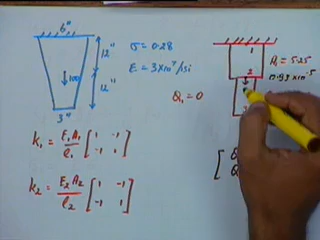 6"
12"
↓100
12"
3"
σ = 0.28
E = 3×10⁷ psi
Q₁ = 0
1
2
A₁ = 5.25
k₁ = E₁A₁/l₁ [1 -1; -1 1]
k₂ = E₂A₂/l₂ [1 -1; -1 1]